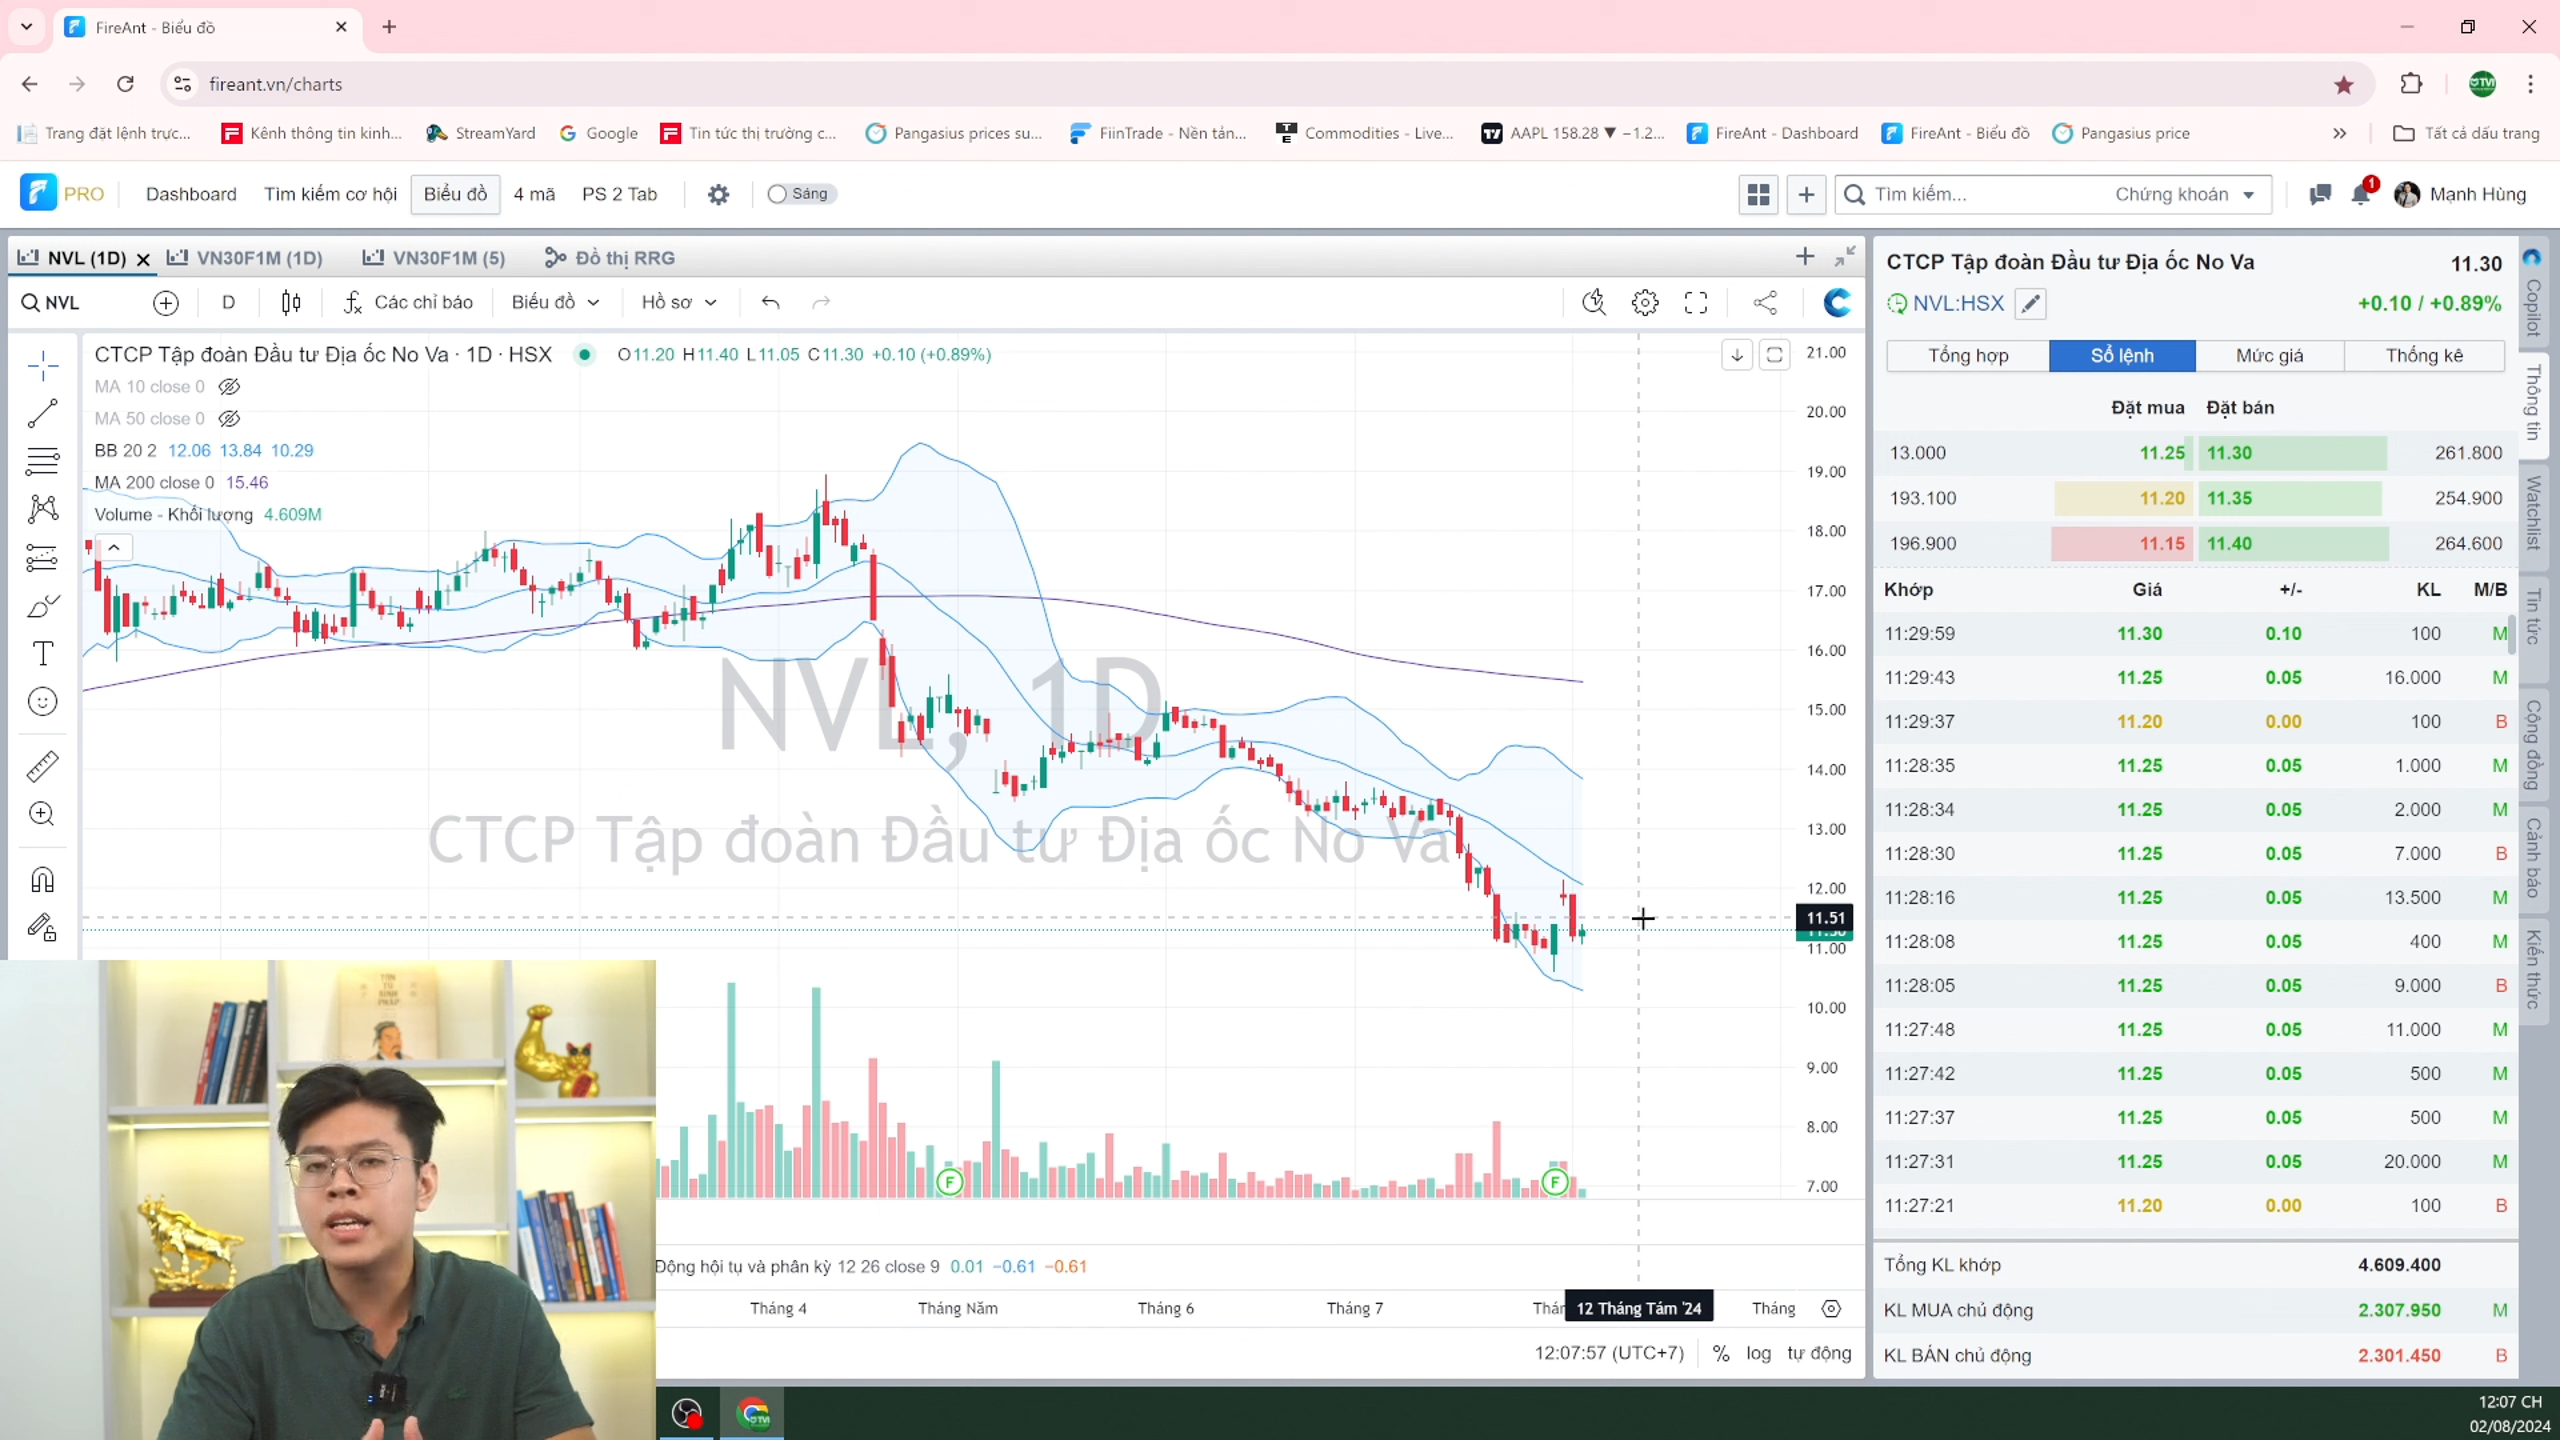 FireAnt - Biểu đồ
fireant.vn/charts
Trang đặt lệnh trực...
Kênh thông tin kinh...
StreamYard
Google
Tin tức thị trường c...
Pangasius prices su...
FiinTrade - Nền tản...
Commodities - Live...
AAPL 158.28 ▼ −1.2...
FireAnt - Dashboard
FireAnt - Biểu đồ
Pangasius price
Tất cả dấu trang
PRO Dashboard Tìm kiếm cơ hội Biểu đồ 4 mã PS 2 Tab Sáng
Tìm kiếm... Chứng khoán 1 Mạnh Hùng
NVL (1D) VN30F1M (1D) VN30F1M (5) Đồ thị RRG
NVL D Các chỉ báo Biểu đồ Hồ sơ
CTCP Tập đoàn Đầu tư Địa ốc No Va · 1D · HSX O11.20 H11.40 L11.05 C11.30 +0.10 (+0.89%)
MA 10 close 0
MA 50 close 0
BB 20 2 12.06 13.84 10.29
MA 200 close 0 15.46
Volume - Khối lượng 4.609M
NVL, 1D
CTCP Tập đoàn Đầu tư Địa ốc No Va
21.00
20.00
19.00
18.00
17.00
16.00
15.00
14.00
13.00
12.00
11.51
11.30
11.00
10.00
9.00
8.00
7.00
F F
Động hội tụ và phân kỳ 12 26 close 9 0.01 −0.61 −0.61
Tháng 4 Tháng Năm Tháng 6 Tháng 7 12 Tháng Tám '24 Tháng
12:07:57 (UTC+7) % log tự động
CTCP Tập đoàn Đầu tư Địa ốc No Va 11.30
NVL:HSX +0.10 / +0.89%
Tổng hợp Sổ lệnh Mức giá Thống kê
Đặt mua Đặt bán
13.000 11.25 11.30 261.800
193.100 11.20 11.35 254.900
196.900 11.15 11.40 264.600
Khớp Giá +/- KL M/B
11:29:59 11.30 0.10 100 M
11:29:43 11.25 0.05 16.000 M
11:29:37 11.20 0.00 100 B
11:28:35 11.25 0.05 1.000 M
11:28:34 11.25 0.05 2.000 M
11:28:30 11.25 0.05 7.000 B
11:28:16 11.25 0.05 13.500 M
11:28:08 11.25 0.05 400 M
11:28:05 11.25 0.05 9.000 B
11:27:48 11.25 0.05 11.000 M
11:27:42 11.25 0.05 500 M
11:27:37 11.25 0.05 500 M
11:27:31 11.25 0.05 20.000 M
11:27:21 11.20 0.00 100 B
Tổng KL khớp 4.609.400
KL MUA chủ động 2.307.950 M
KL BÁN chủ động 2.301.450 B
Copilot
Thông tin
Watchlist
Tin tức
Cộng đồng
Cảnh báo
Kiến thức
12:07 CH
02/08/2024